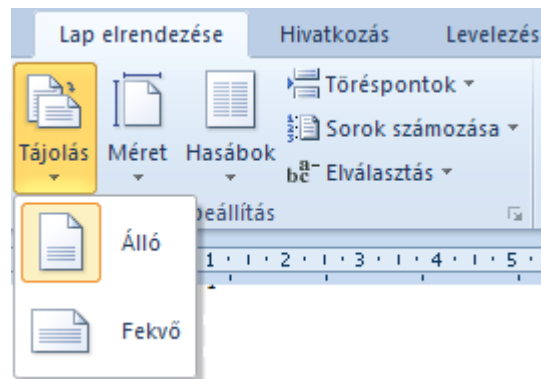 Lap elrendezése Hivatkozás Levelezés
Töréspontok
Sorok számozása
Tájolás Méret Hasábok
Elválasztás
beállítás
Álló
1 2 3 4 5
Fekvő